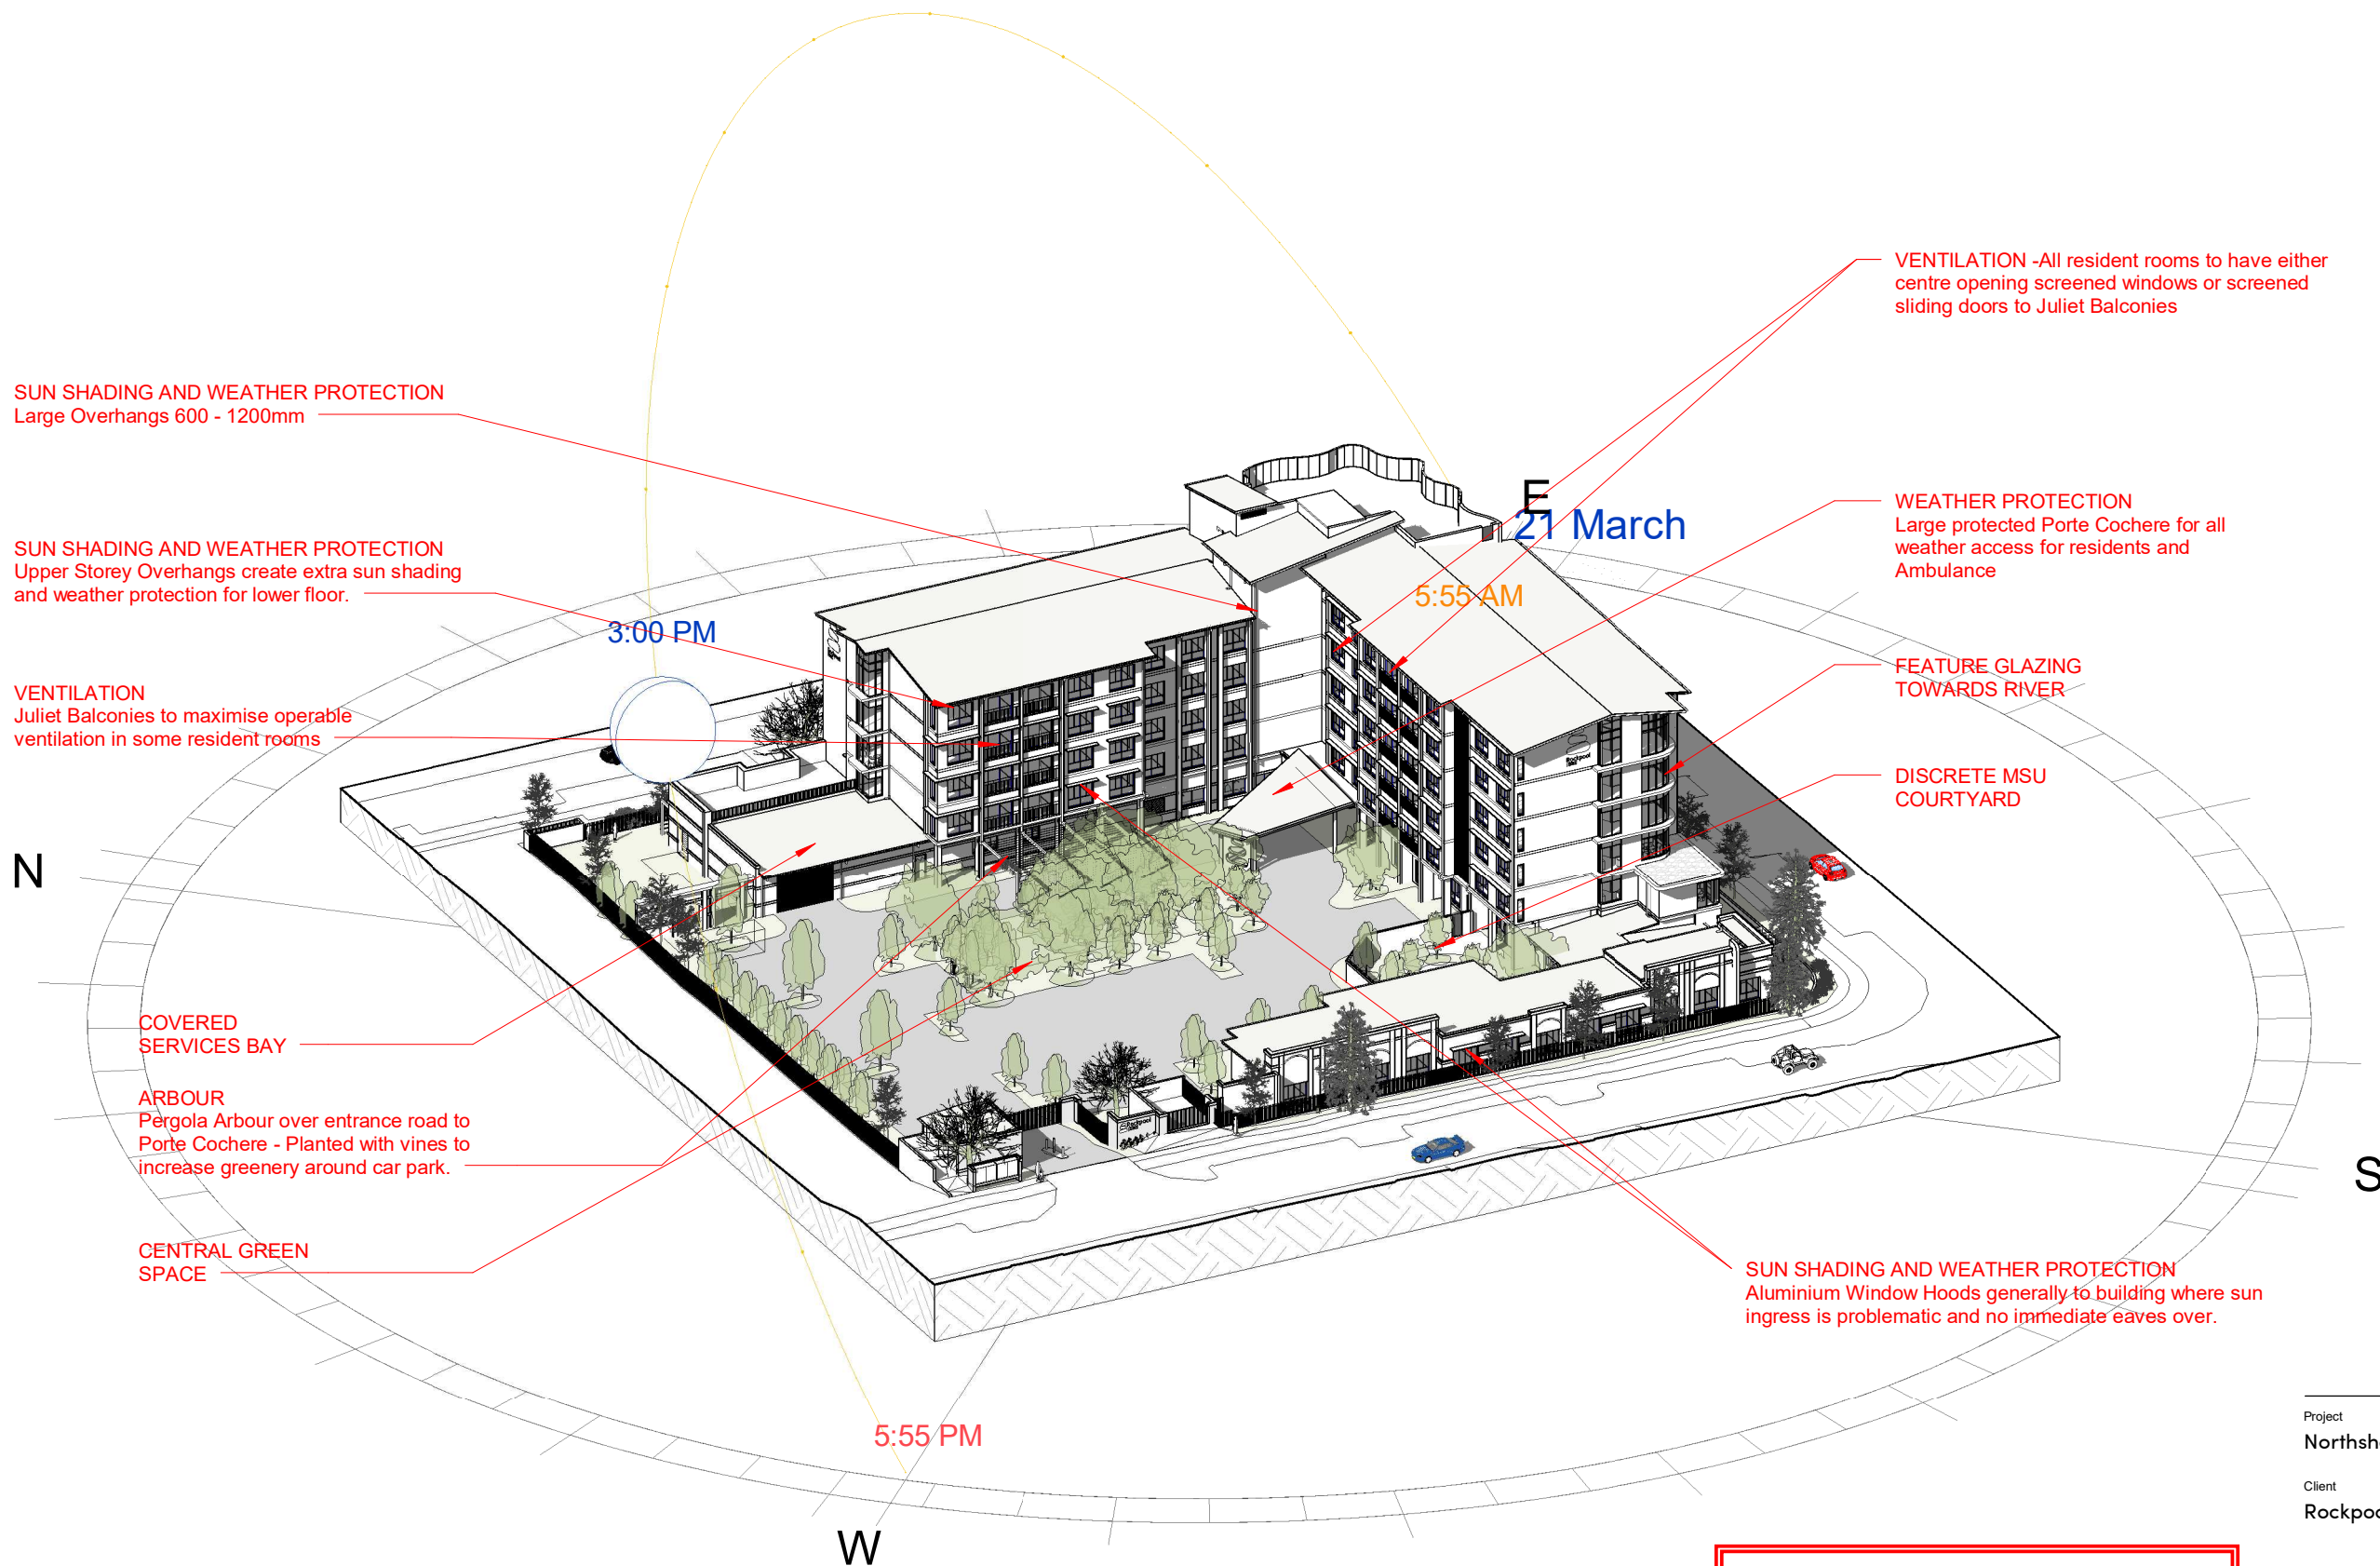 VENTILATION -All resident rooms to have either
centre opening screened windows or screened
sliding doors to Juliet Balconies
SUN SHADING AND WEATHER PROTECTION
Large Overhangs 600 - 1200mm
E
21 March
WEATHER PROTECTION
Large protected Porte Cochere for all
weather access for residents and
Ambulance
SUN SHADING AND WEATHER PROTECTION
Upper Storey Overhangs create extra sun shading
and weather protection for lower floor.
5:55 AM
3:00 PM
FEATURE GLAZING
TOWARDS RIVER
VENTILATION
Juliet Balconies to maximise operable
ventilation in some resident rooms
Rockpool
DISCRETE MSU
COURTYARD
N
COVERED
SERVICES BAY
ARBOUR
Pergola Arbour over entrance road to
Porte Cochere - Planted with vines to
increase greenery around car park.
Rockpool
S
CENTRAL GREEN
SPACE
SUN SHADING AND WEATHER PROTECTION
Aluminium Window Hoods generally to building where sun
ingress is problematic and no immediate eaves over.
5:55 PM
W
Project
Northsh
Client
Rockpoo